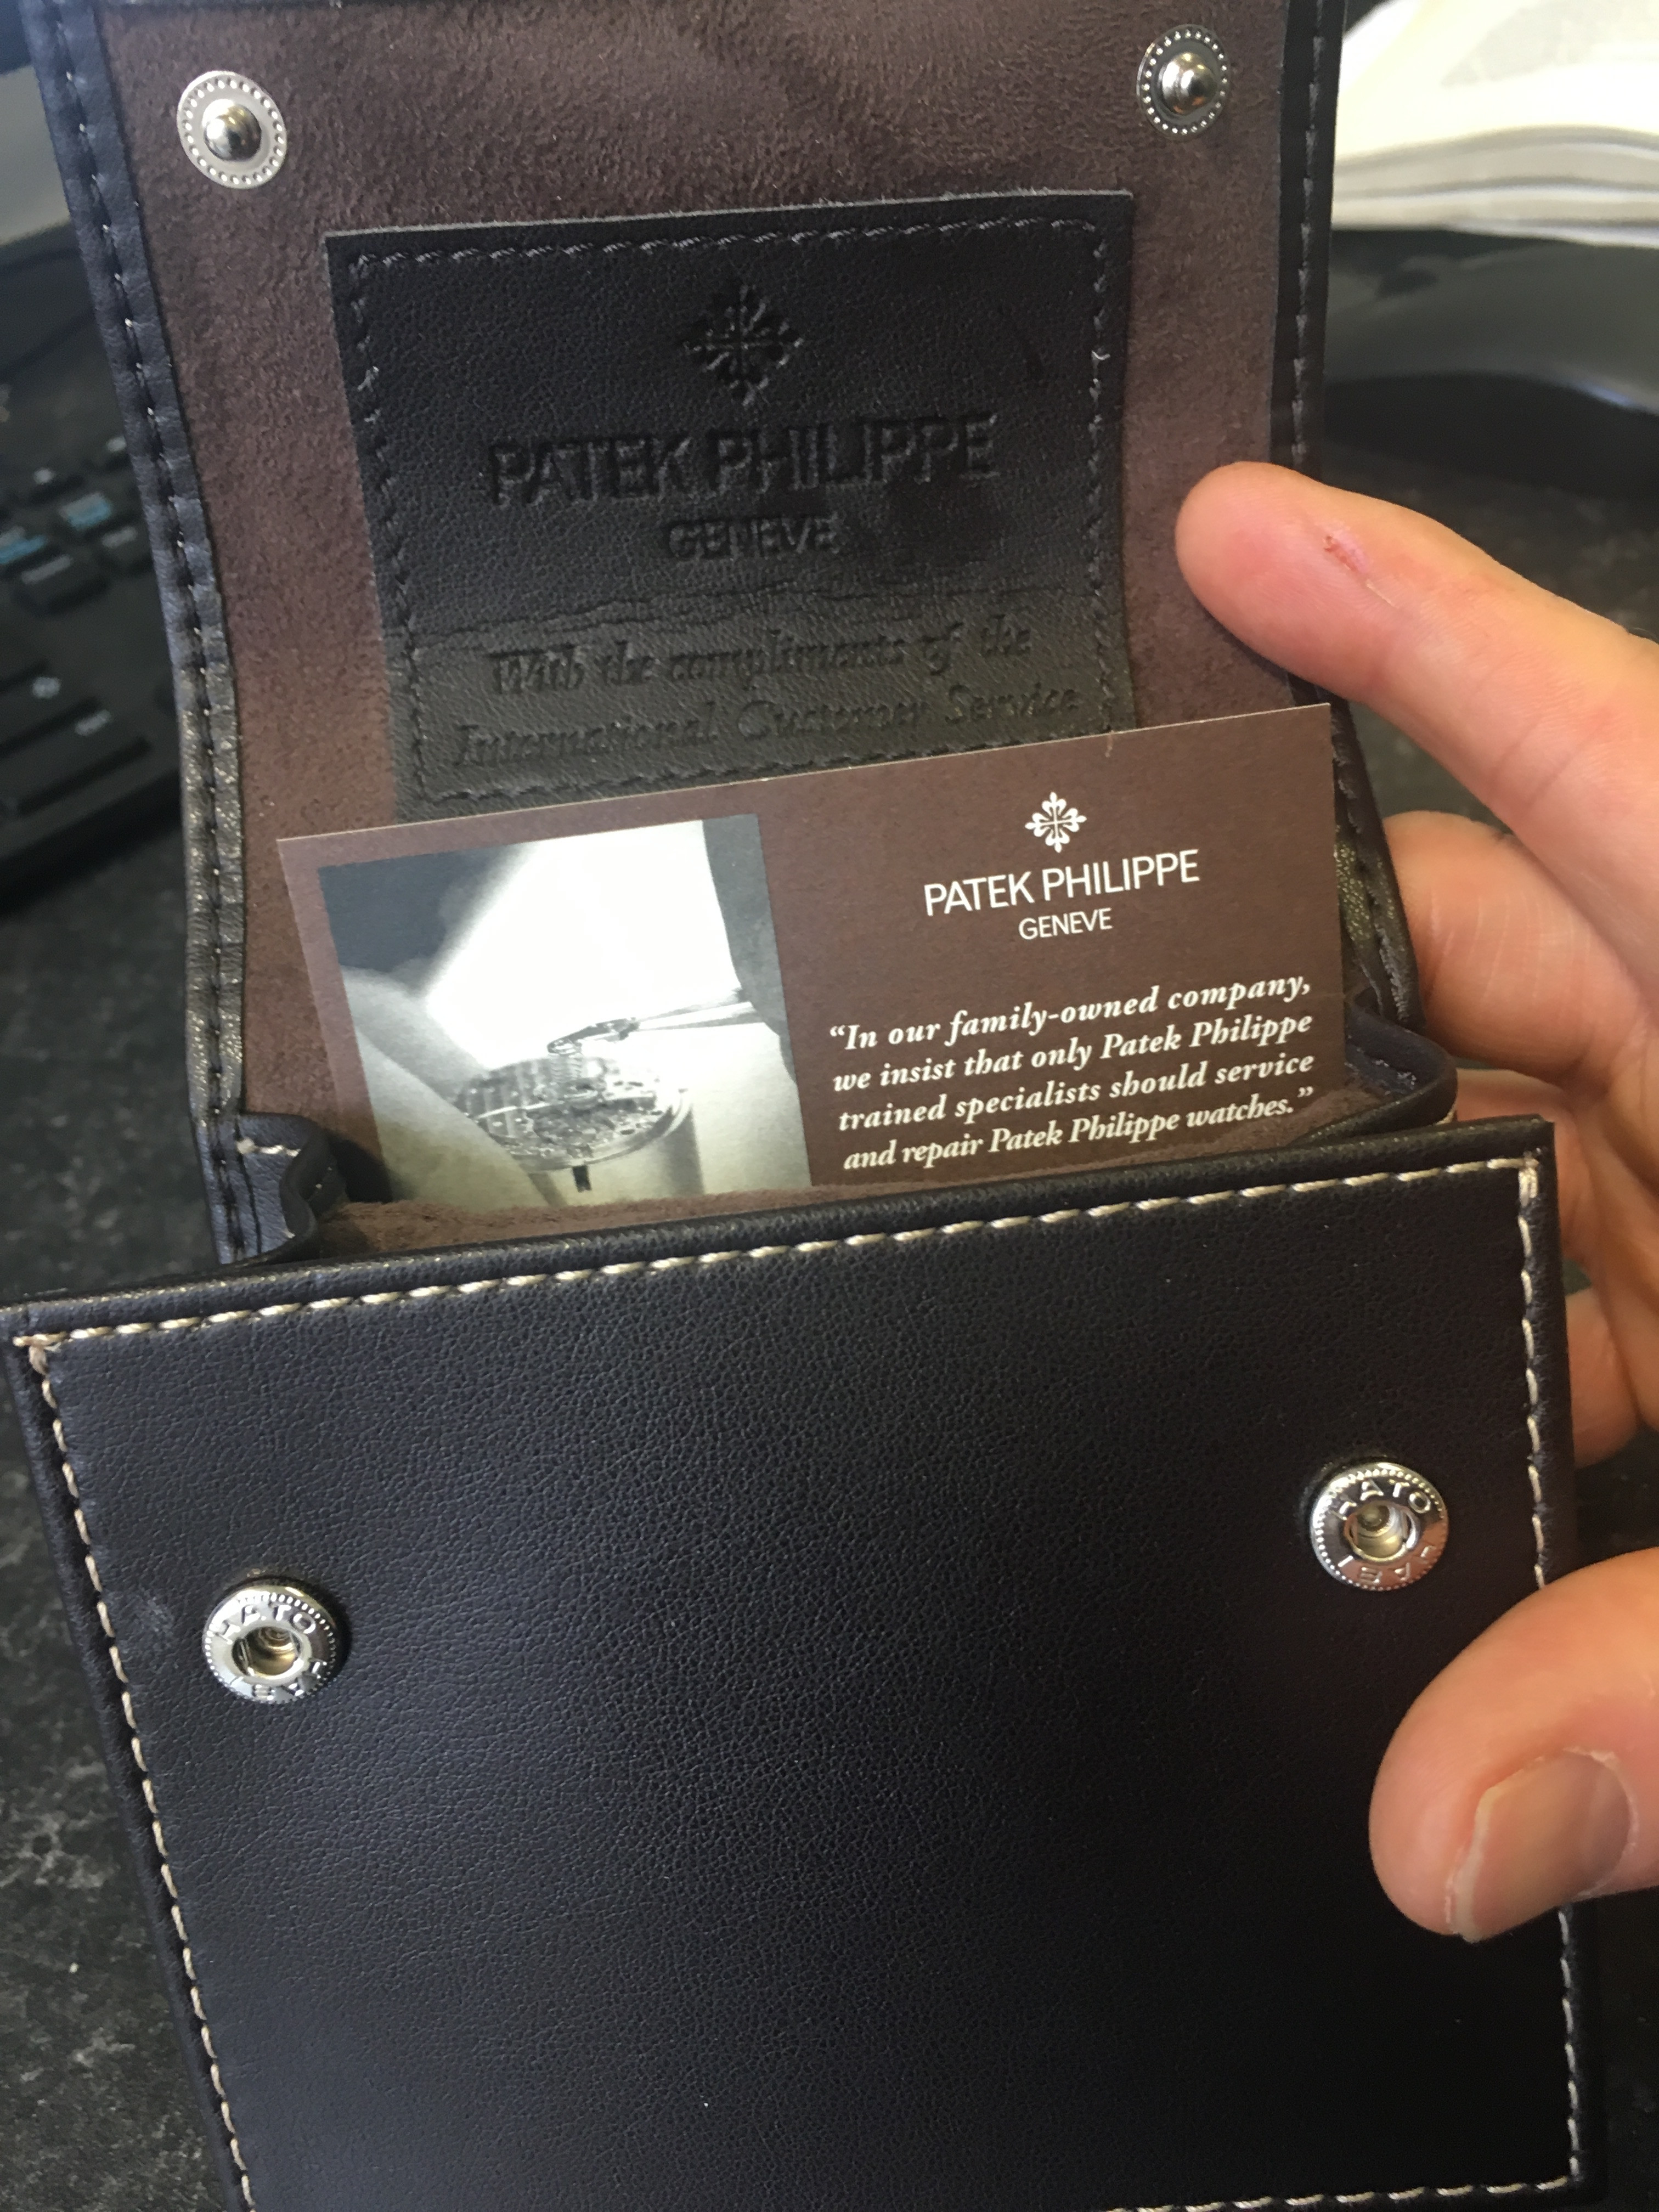 PATEK PHILIPPE
GENEVE
With the compliments of the
International Customer Service
PATEK PHILIPPE
GENEVE
“In our family-owned company,
we insist that only Patek Philippe
trained specialists should service
and repair Patek Philippe watches.”